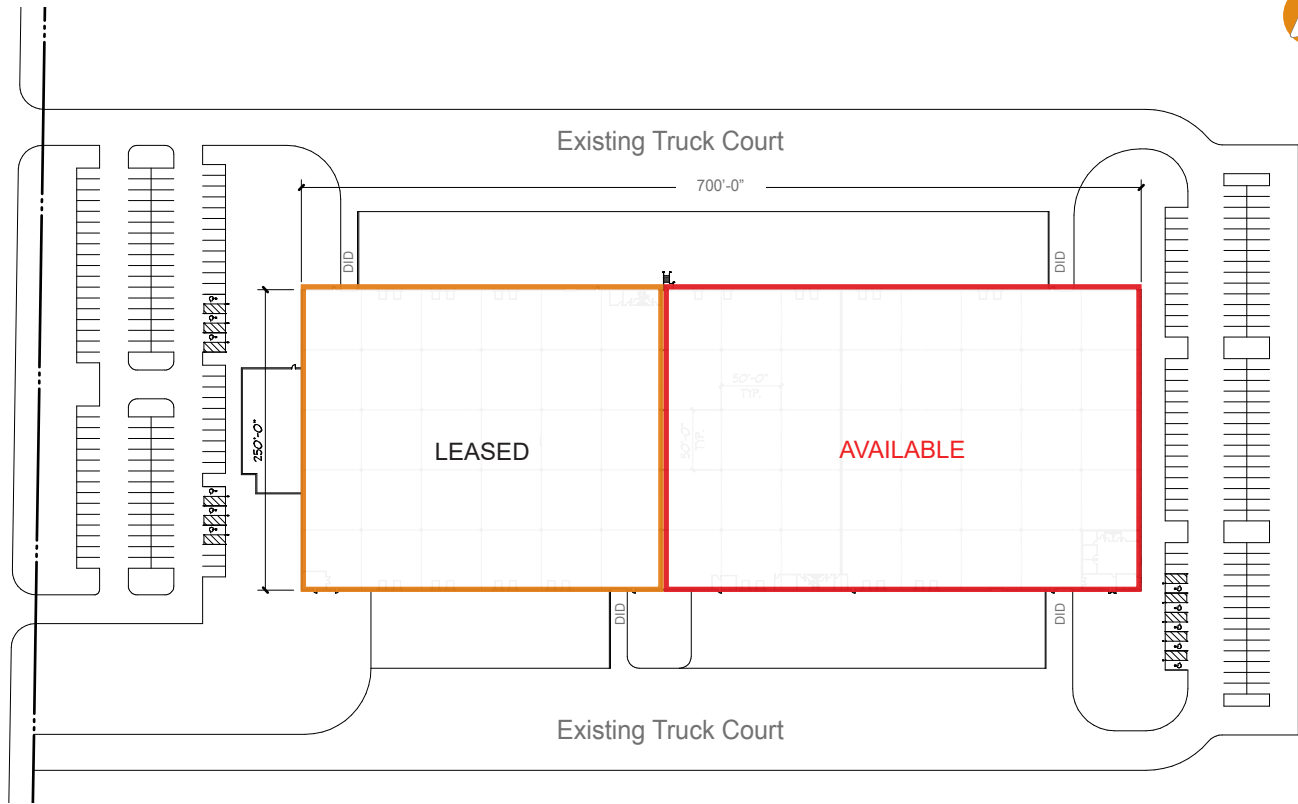 Existing Truck Court
700'-0"
DID
DID
50'-0"
TYP.
50'-0"
TYP.
250'-0"
LEASED
AVAILABLE
DID
DID
Existing Truck Court